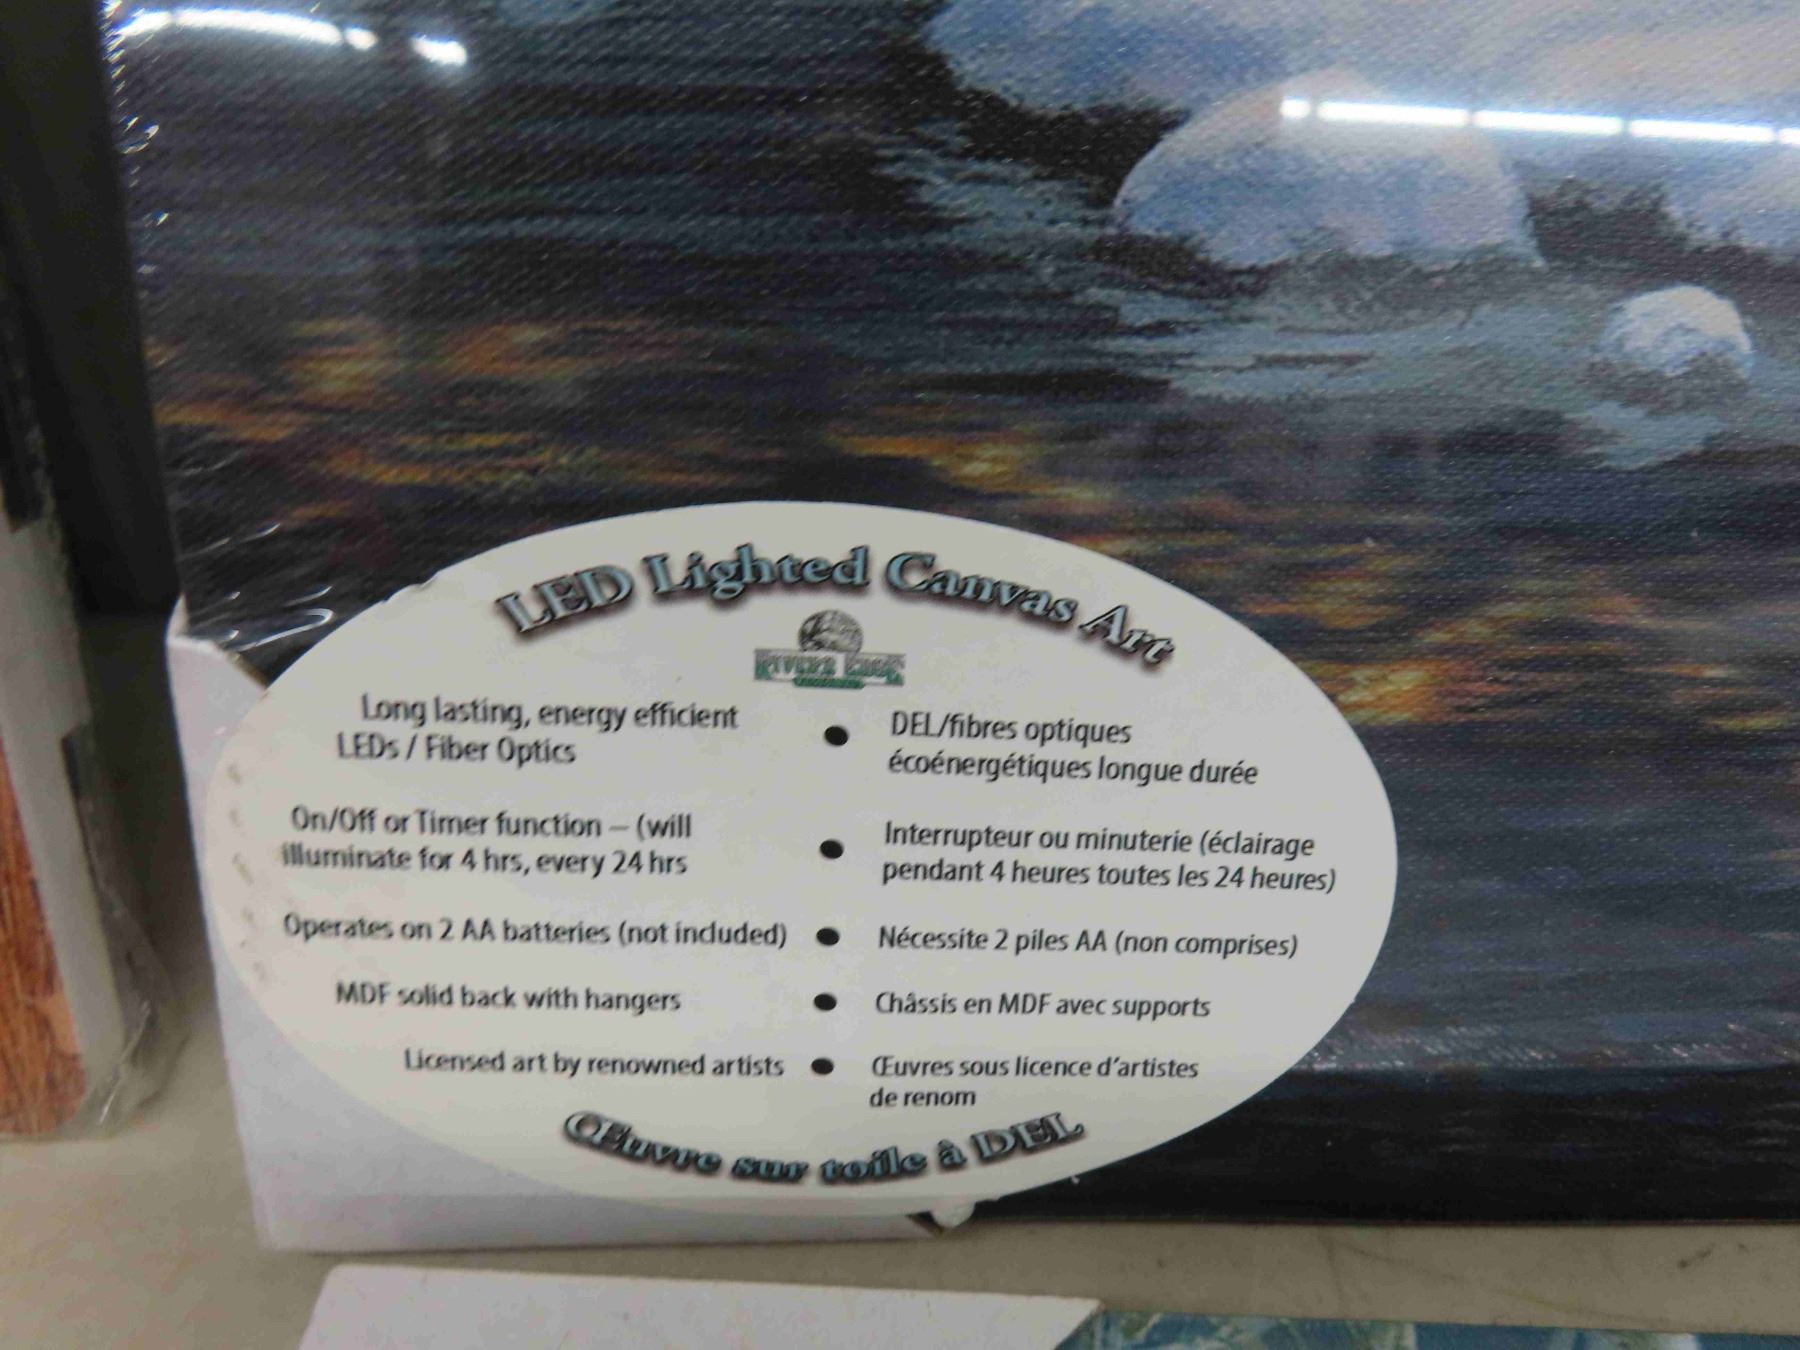 LED Lighted Canvas Art
RIVERS EDGE
Long lasting, energy efficient
LEDs / Fiber Optics
On/Off or Timer function – (will
illuminate for 4 hrs, every 24 hrs
Operates on 2 AA batteries (not included)
MDF solid back with hangers
Licensed art by renowned artists
DEL/fibres optiques
écoénergétiques longue durée
Interrupteur ou minuterie (éclairage
pendant 4 heures toutes les 24 heures)
Nécessite 2 piles AA (non comprises)
Châssis en MDF avec supports
Œuvres sous licence d'artistes
de renom
Œuvre sur toile à DEL